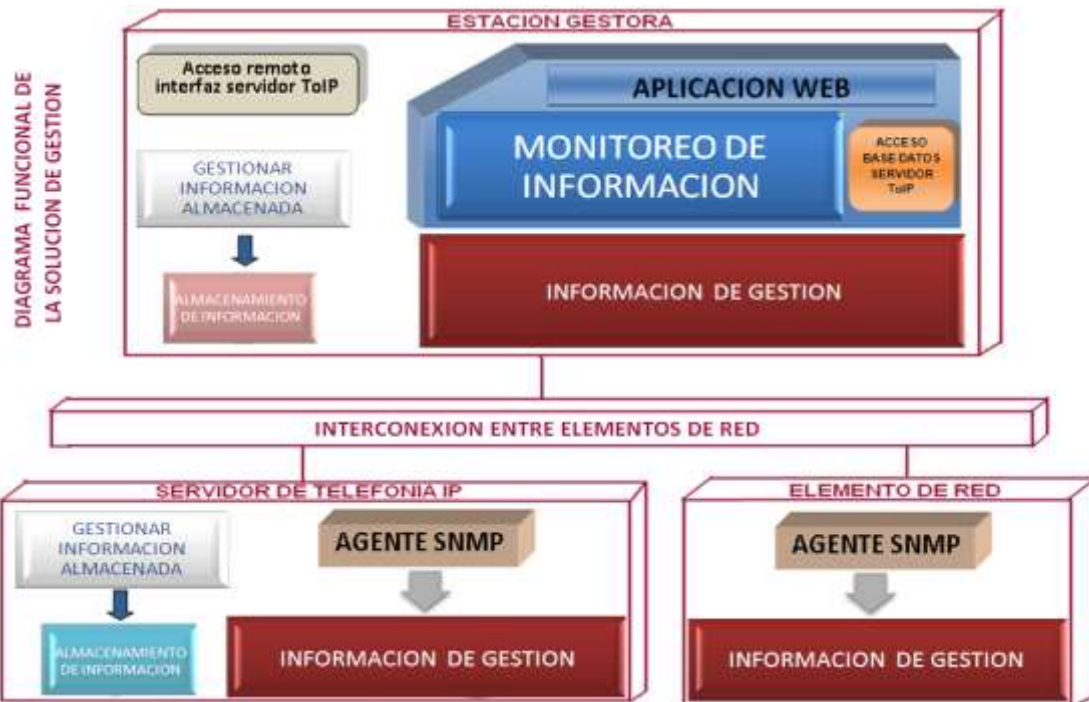 DIAGRAMA FUNCIONAL DE
LA SOLUCION DE GESTION
ESTACION GESTORA
Acceso remoto
interfaz servidor ToIP
APLICACION WEB
MONITOREO DE
INFORMACION
ACCESO
BASE DATOS
SERVIDOR
ToIP
GESTIONAR
INFORMACION
ALMACENADA
ALMACENAMIENTO
DE INFORMACION
INFORMACION DE GESTION
INTERCONEXION ENTRE ELEMENTOS DE RED
SERVIDOR DE TELEFONIA IP
GESTIONAR
INFORMACION
ALMACENADA
AGENTE SNMP
ALMACENAMIENTO
DE INFORMACION
INFORMACION DE GESTION
ELEMENTO DE RED
AGENTE SNMP
INFORMACION DE GESTION